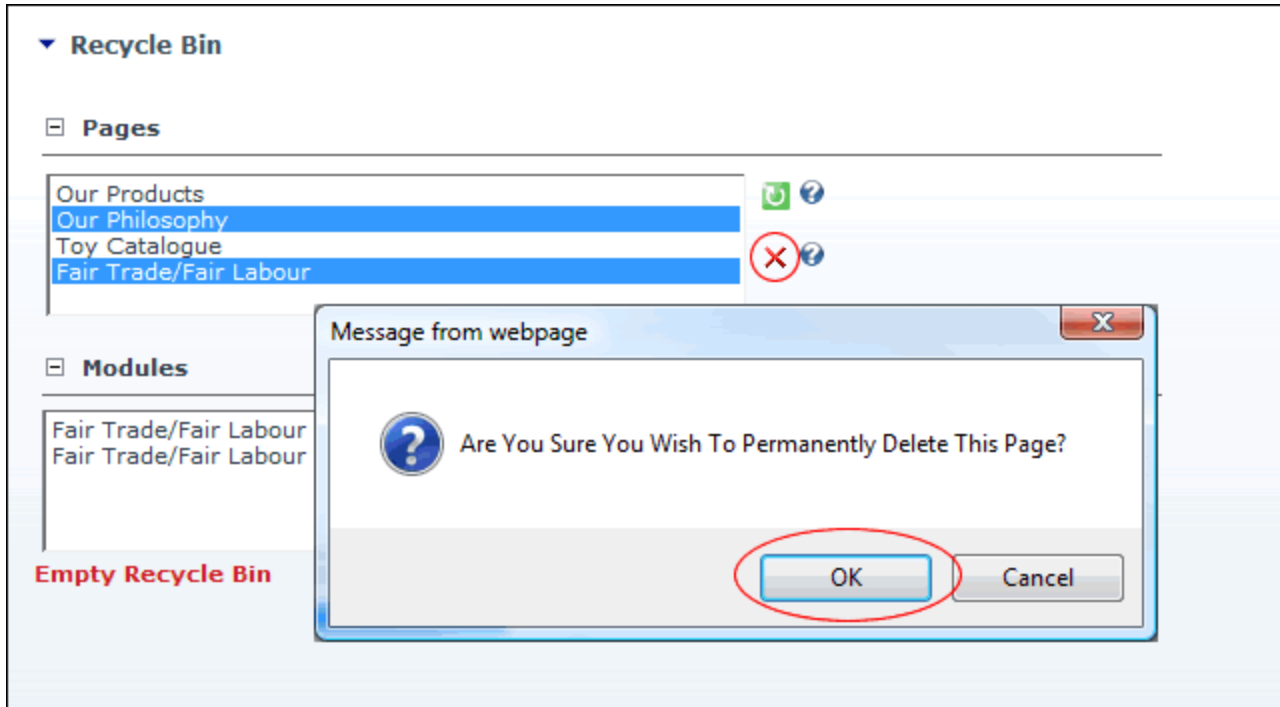 Recycle Bin
Pages
Our Products
Our Philosophy
Toy Catalogue
Fair Trade/Fair Labour
Message from webpage
Modules
Fair Trade/Fair Labour
Fair Trade/Fair Labour
Are You Sure You Wish To Permanently Delete This Page?
Empty Recycle Bin
OK
Cancel